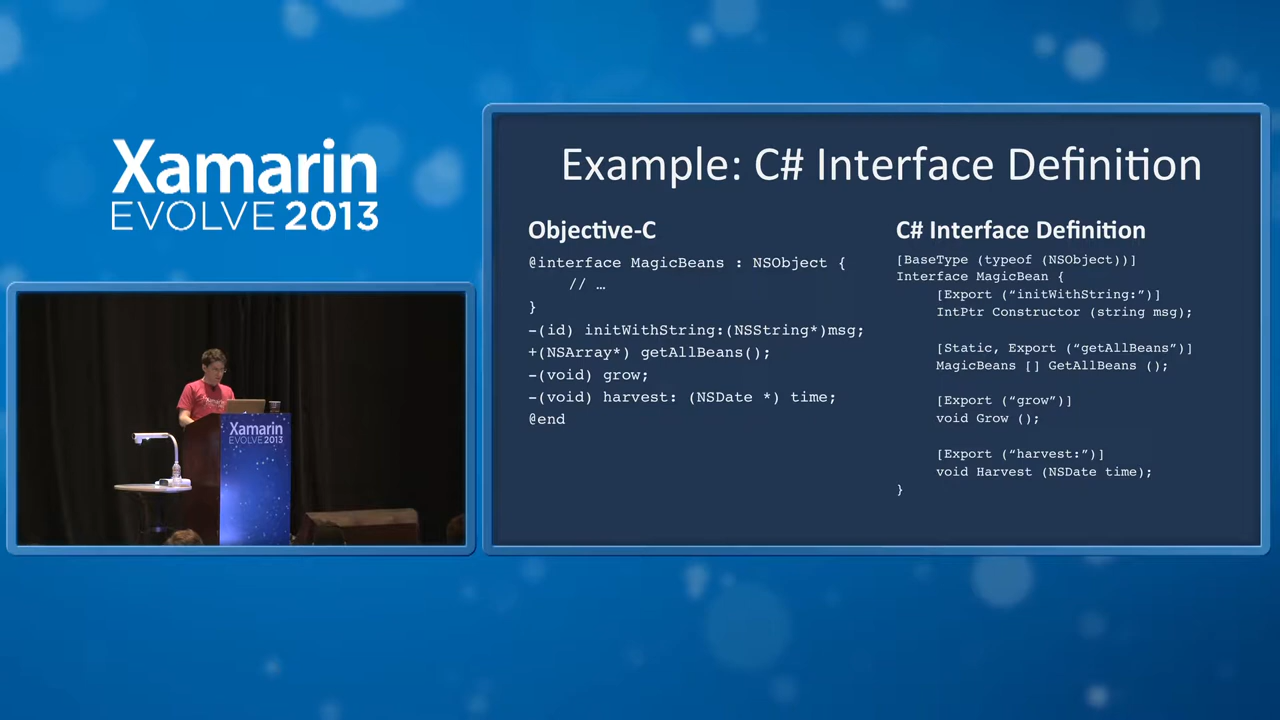 Xamarin
EVOLVE 2013
Example: C# Interface Definition
Objective-C
@interface MagicBeans : NSObject {
// …
}
-(id) initWithString:(NSString*)msg;
+(NSArray*) getAllBeans();
-(void) grow;
-(void) harvest: (NSDate *) time;
@end
C# Interface Definition
[BaseType (typeof (NSObject))]
Interface MagicBean {
[Export (“initWithString:”)]
IntPtr Constructor (string msg);
[Static, Export (“getAllBeans”)]
MagicBeans [] GetAllBeans ();
[Export (“grow”)]
void Grow ();
[Export (“harvest:”)]
void Harvest (NSDate time);
}
Xamarin
EVOLVE 2013